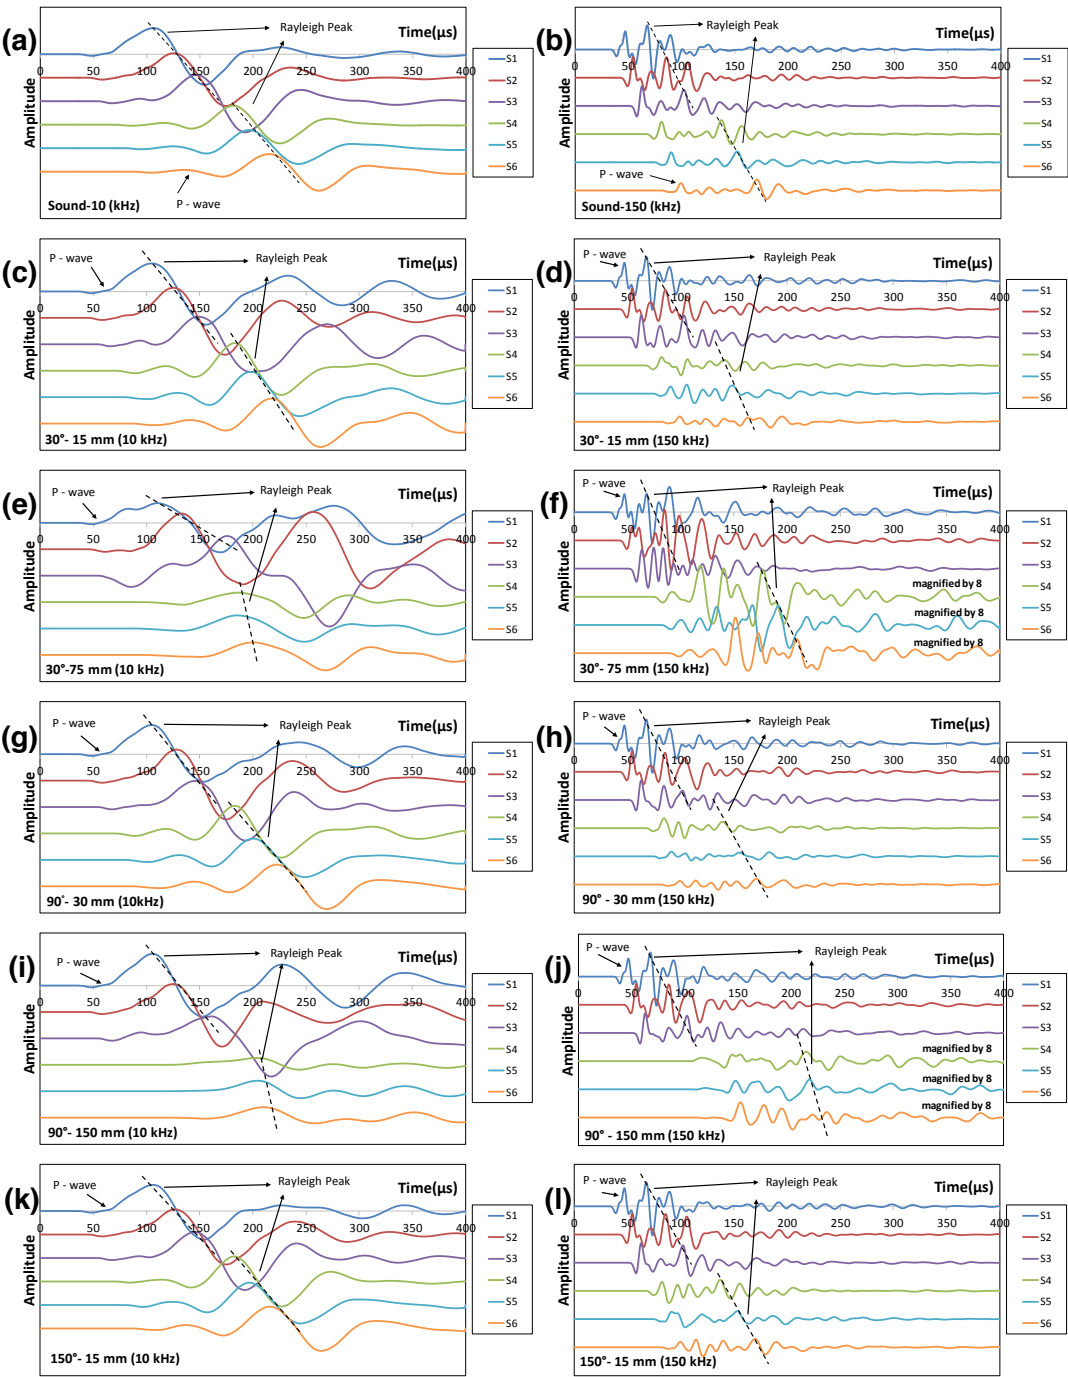 (a)
Rayleigh Peak
Time(μs)
0 50 100 150 200 250 300 350 400
Amplitude
P - wave
Sound-10 (kHz)
S1
S2
S3
S4
S5
S6
(b)
Rayleigh Peak
Time(μs)
0 50 100 150 200 250 300 350 400
Amplitude
P - wave
Sound-150 (kHz)
S1
S2
S3
S4
S5
S6
(c)
P - wave
Rayleigh Peak
Time(μs)
0 50 100 150 200 250 300 350 400
Amplitude
30°- 15 mm (10 kHz)
S1
S2
S3
S4
S5
S6
(d)
P - wave
Rayleigh Peak
Time(μs)
0 50 100 150 200 250 300 350 400
Amplitude
30°- 15 mm (150 kHz)
S1
S2
S3
S4
S5
S6
(e)
P - wave
Rayleigh Peak
Time(μs)
0 50 100 150 200 250 300 350 400
Amplitude
30°-75 mm (10 kHz)
S1
S2
S3
S4
S5
S6
(f)
P - wave
Rayleigh Peak
Time(μs)
0 50 100 150 200 250 300 350 400
Amplitude
magnified by 8
magnified by 8
magnified by 8
30°- 75 mm (150 kHz)
S1
S2
S3
S4
S5
S6
(g)
P - wave
Rayleigh Peak
Time(μs)
0 50 100 150 200 250 300 350 400
Amplitude
90°- 30 mm (10kHz)
S1
S2
S3
S4
S5
S6
(h)
P - wave
Rayleigh Peak
Time(μs)
0 50 100 150 200 250 300 350 400
Amplitude
90° - 30 mm (150 kHz)
S1
S2
S3
S4
S5
S6
(i)
P - wave
Rayleigh Peak
Time(μs)
0 50 100 150 200 250 300 350 400
Amplitude
90°- 150 mm (10 kHz)
S1
S2
S3
S4
S5
S6
(j)
P - wave
Rayleigh Peak
Time(μs)
0 50 100 150 200 250 300 350 400
Amplitude
magnified by 8
magnified by 8
magnified by 8
90° - 150 mm (150 kHz)
S1
S2
S3
S4
S5
S6
(k)
P - wave
Rayleigh Peak
Time(μs)
0 50 100 150 200 250 300 350 400
Amplitude
150°- 15 mm (10 kHz)
S1
S2
S3
S4
S5
S6
(l)
P - wave
Rayleigh Peak
Time(μs)
0 50 100 150 200 250 300 350 400
Amplitude
150°- 15 mm (150 kHz)
S1
S2
S3
S4
S5
S6